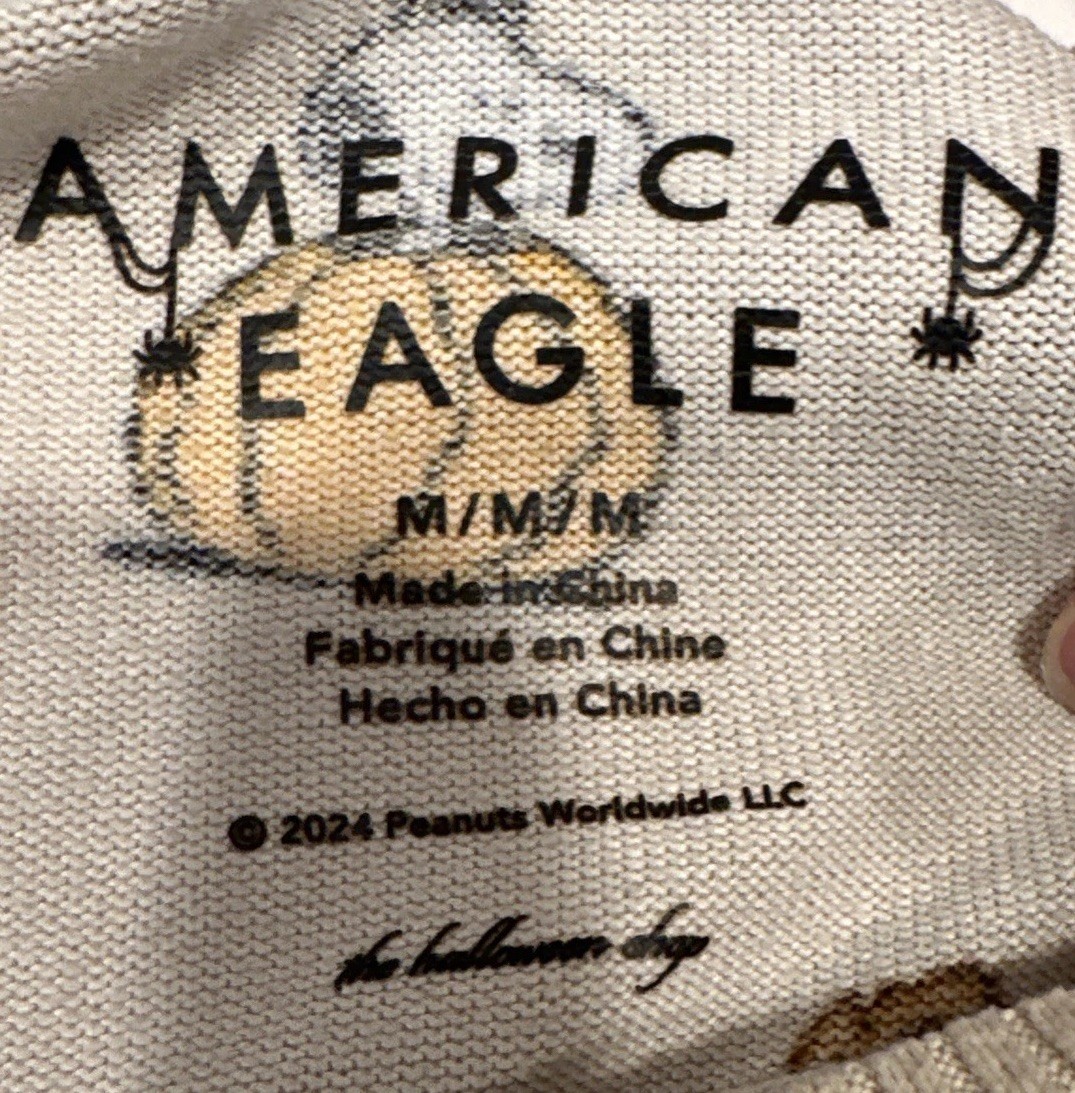 AMERICAN
EAGLE
M/M/M
Made in China
Fabriqué en Chine
Hecho en China
© 2024 Peanuts Worldwide LLC
the halloween shop